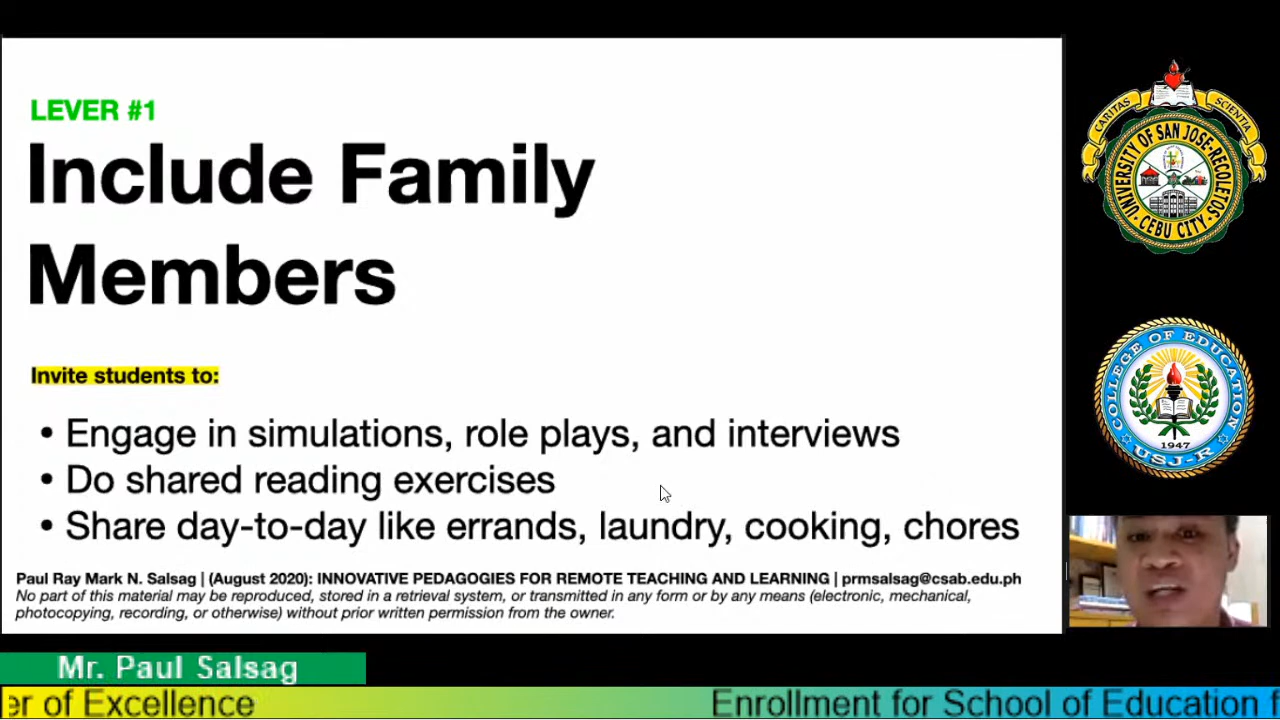 LEVER #1
Include Family
Members
Invite students to:
• Engage in simulations, role plays, and interviews
• Do shared reading exercises
• Share day-to-day like errands, laundry, cooking, chores
Paul Ray Mark N. Salsag | (August 2020): INNOVATIVE PEDAGOGIES FOR REMOTE TEACHING AND LEARNING | prmsalsag@csab.edu.ph
No part of this material may be reproduced, stored in a retrieval system, or transmitted in any form or by any means (electronic, mechanical,
photocopying, recording, or otherwise) without prior written permission from the owner.
CARITAS
SCIENTIA
UNIVERSITY OF SAN JOSE-RECOLETOS
CEBU CITY
COLLEGE OF EDUCATION
1947
USJ-R
Mr. Paul Salsag
er of Excellence
Enrollment for School of Education f